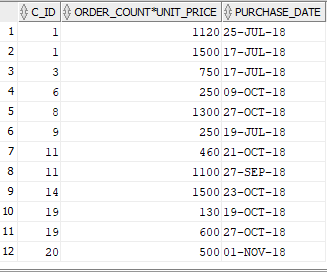 C_ID ORDER_COUNT*UNIT_PRICE PURCHASE_DATE
1 1 1120 25-JUL-18
2 1 1500 17-JUL-18
3 3 750 17-JUL-18
4 6 250 09-OCT-18
5 8 1300 27-OCT-18
6 9 250 19-JUL-18
7 11 460 21-OCT-18
8 11 1100 27-SEP-18
9 14 1500 23-OCT-18
10 19 130 19-OCT-18
11 19 600 27-OCT-18
12 20 500 01-NOV-18